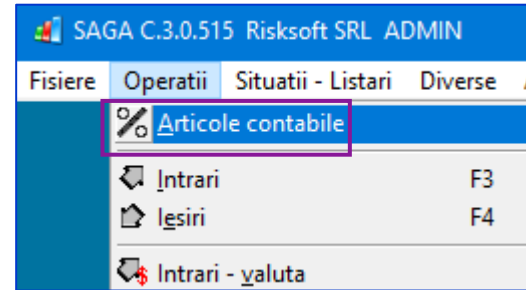 SAGA C.3.0.515 Risksoft SRL ADMIN
Fisiere Operatii Situatii - Listari Diverse
Articole contabile
Intrari F3
Iesiri F4
Intrari - valuta